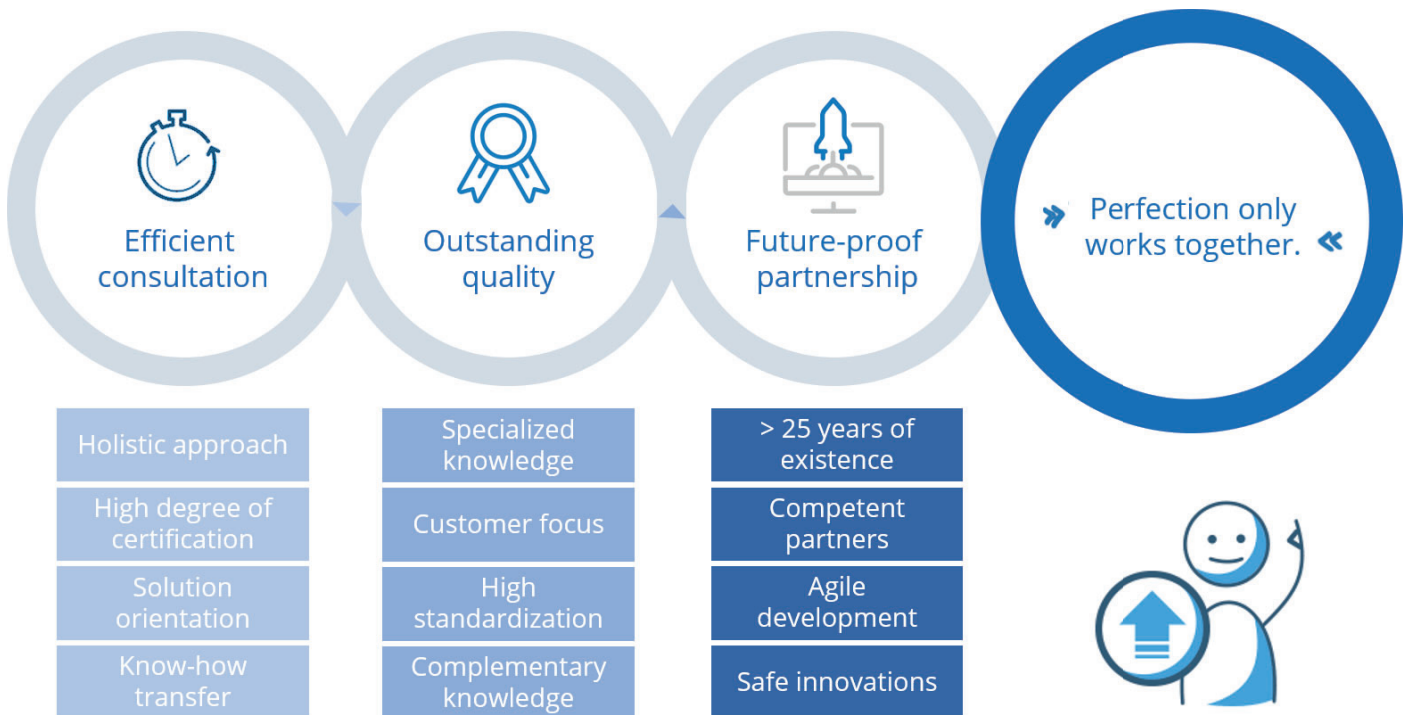 Efficient
consultation
Outstanding
quality
Future-proof
partnership
Perfection only
works together.
Holistic approach
High degree of
certification
Solution
orientation
Know-how
transfer
Specialized
knowledge
Customer focus
High
standardization
Complementary
knowledge
> 25 years of
existence
Competent
partners
Agile
development
Safe innovations